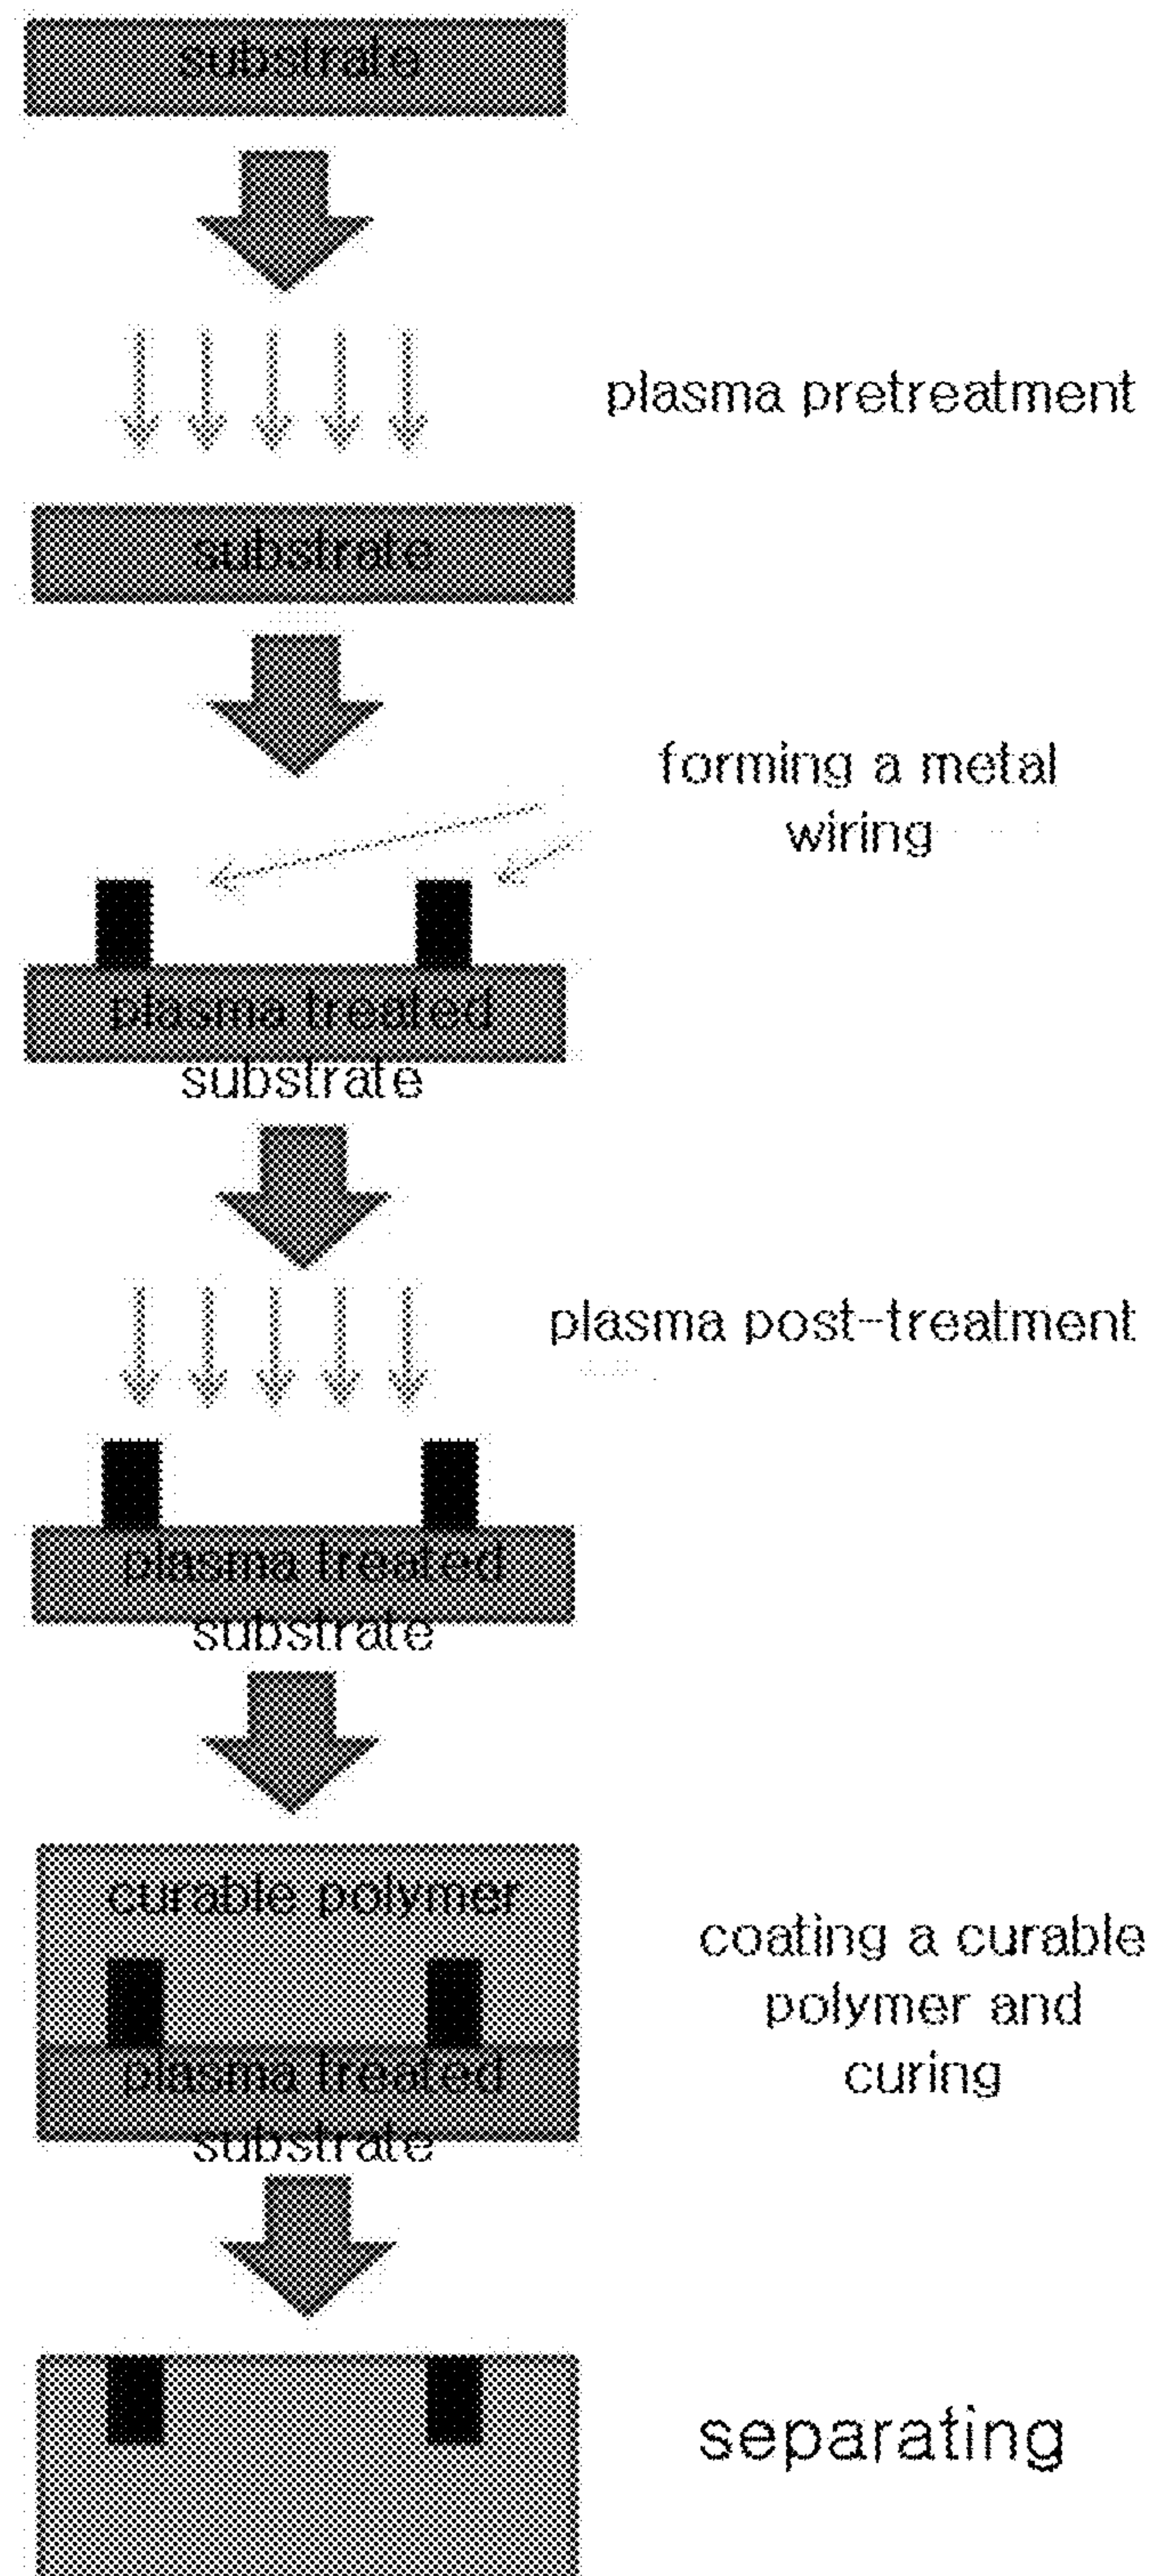 substrate
plasma pretreatment
substrate
forming a metal
wiring
plasma treated
substrate
plasma post-treatment
plasma treated
substrate
curable polymer
coating a curable
polymer and
curing
plasma treated
substrate
separating